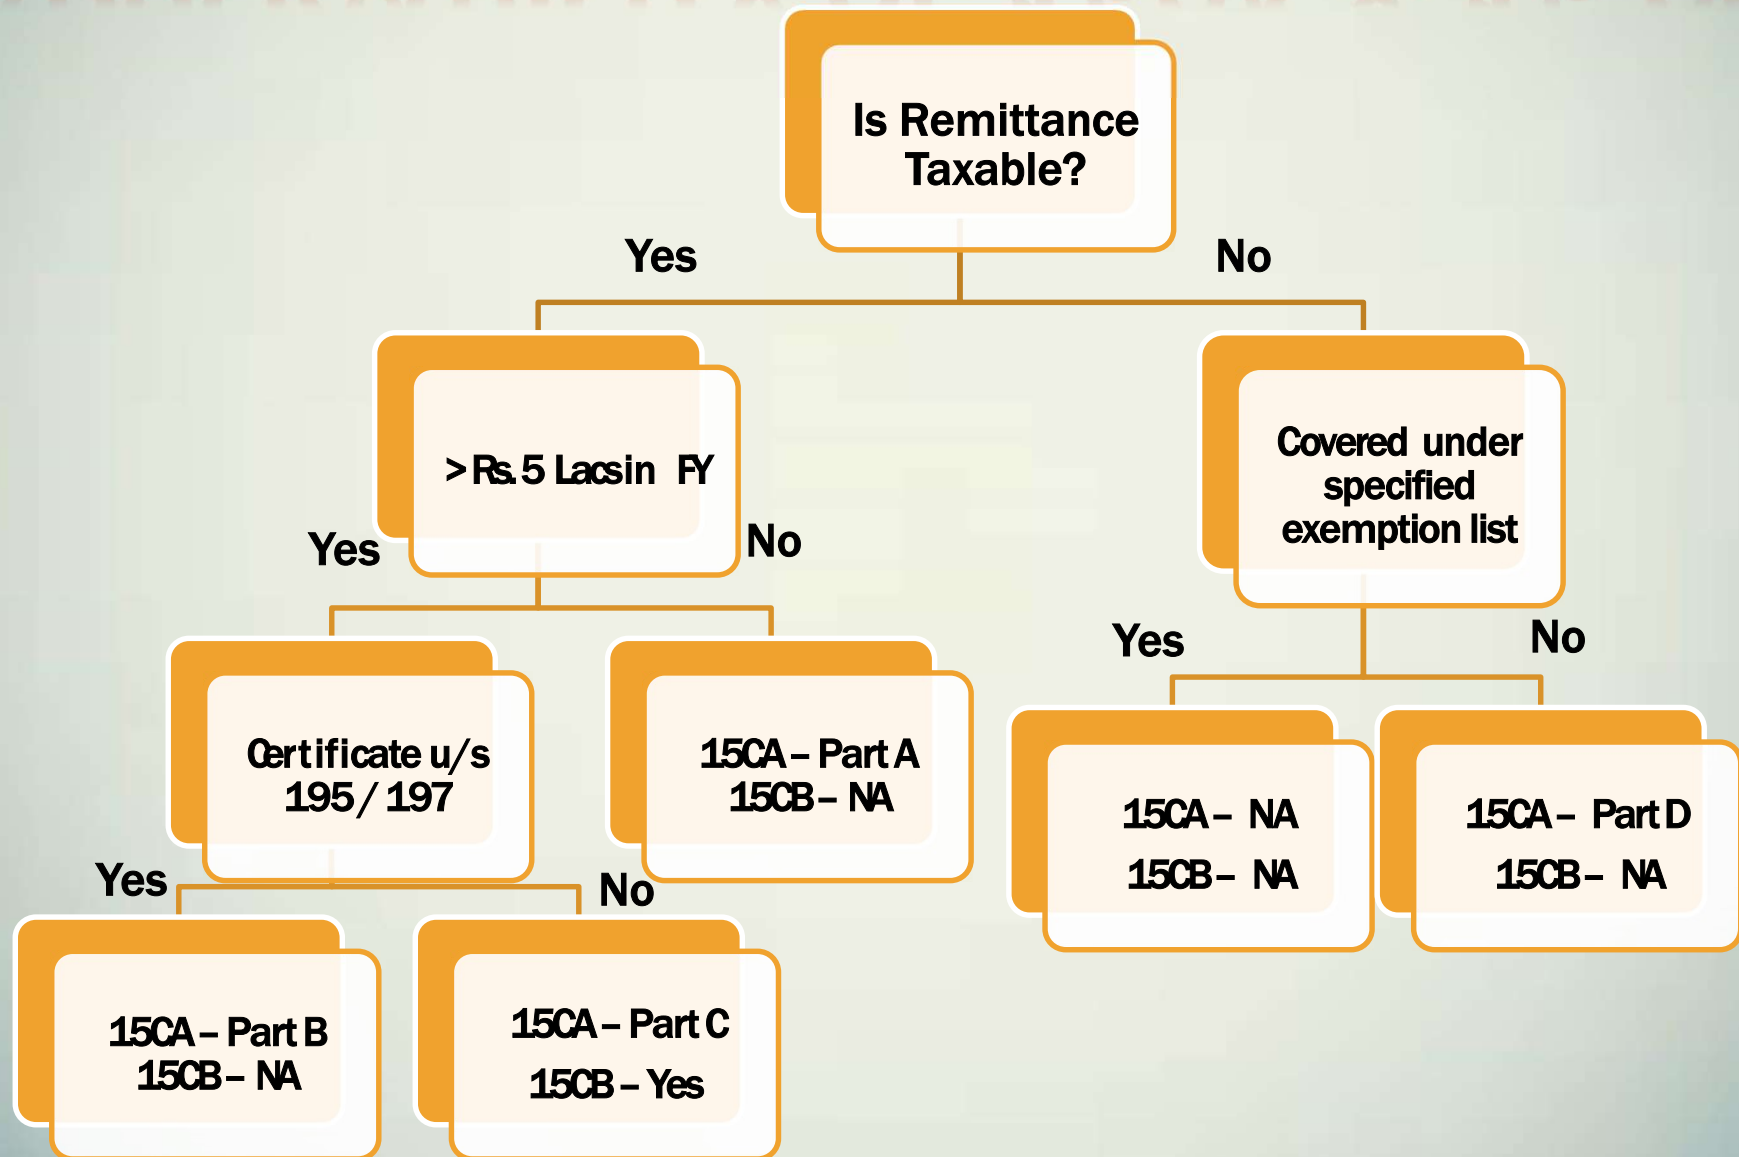 Is Remittance
Taxable?
Yes
No
> Rs. 5 Lacs in FY
Covered under
specified
exemption list
Yes
No
Yes
No
Certificate u/s
195 / 197
15CA – Part A
15CB – NA
15CA – NA
15CB – NA
15CA – Part D
15CB – NA
Yes
No
15CA – Part B
15CB – NA
15CA – Part C
15CB – Yes